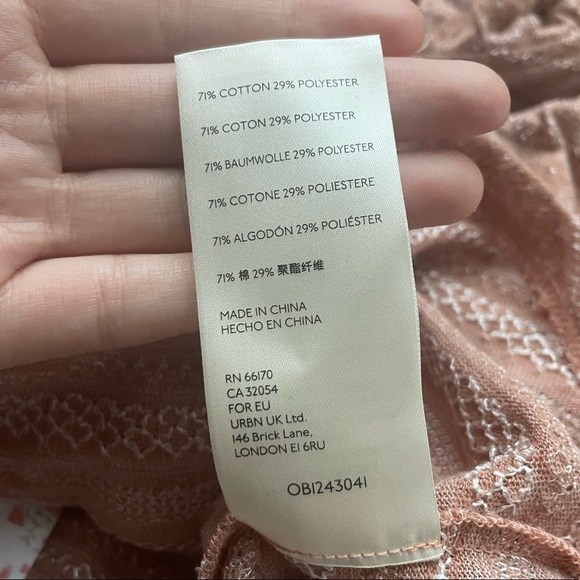 71% COTTON 29% POLYESTER
71% COTON 29% POLYESTER
71% BAUMWOLLE 29% POLYESTER
71% COTONE 29% POLIESTERE
71% ALGODÓN 29% POLIÉSTER
71% 棉 29% 聚酯纤维
MADE IN CHINA
HECHO EN CHINA
RN 66170
CA 32054
FOR EU
URBN UK Ltd.
146 Brick Lane,
LONDON E1 6RU
OB1243041